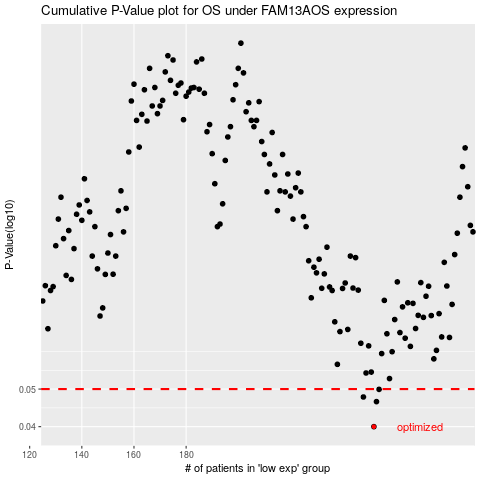 Cumulative P-Value plot for OS under FAM13AOS expression
P-Value(log10)
0.05
0.04
optimized
120 140 160 180
# of patients in 'low exp' group